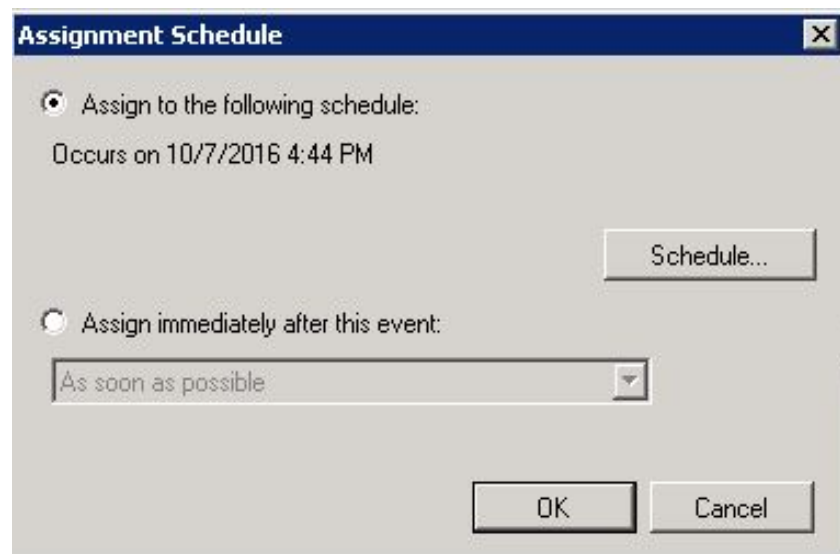 Assignment Schedule
Assign to the following schedule:
Occurs on 10/7/2016 4:44 PM
Schedule...
Assign immediately after this event:
As soon as possible
OK Cancel